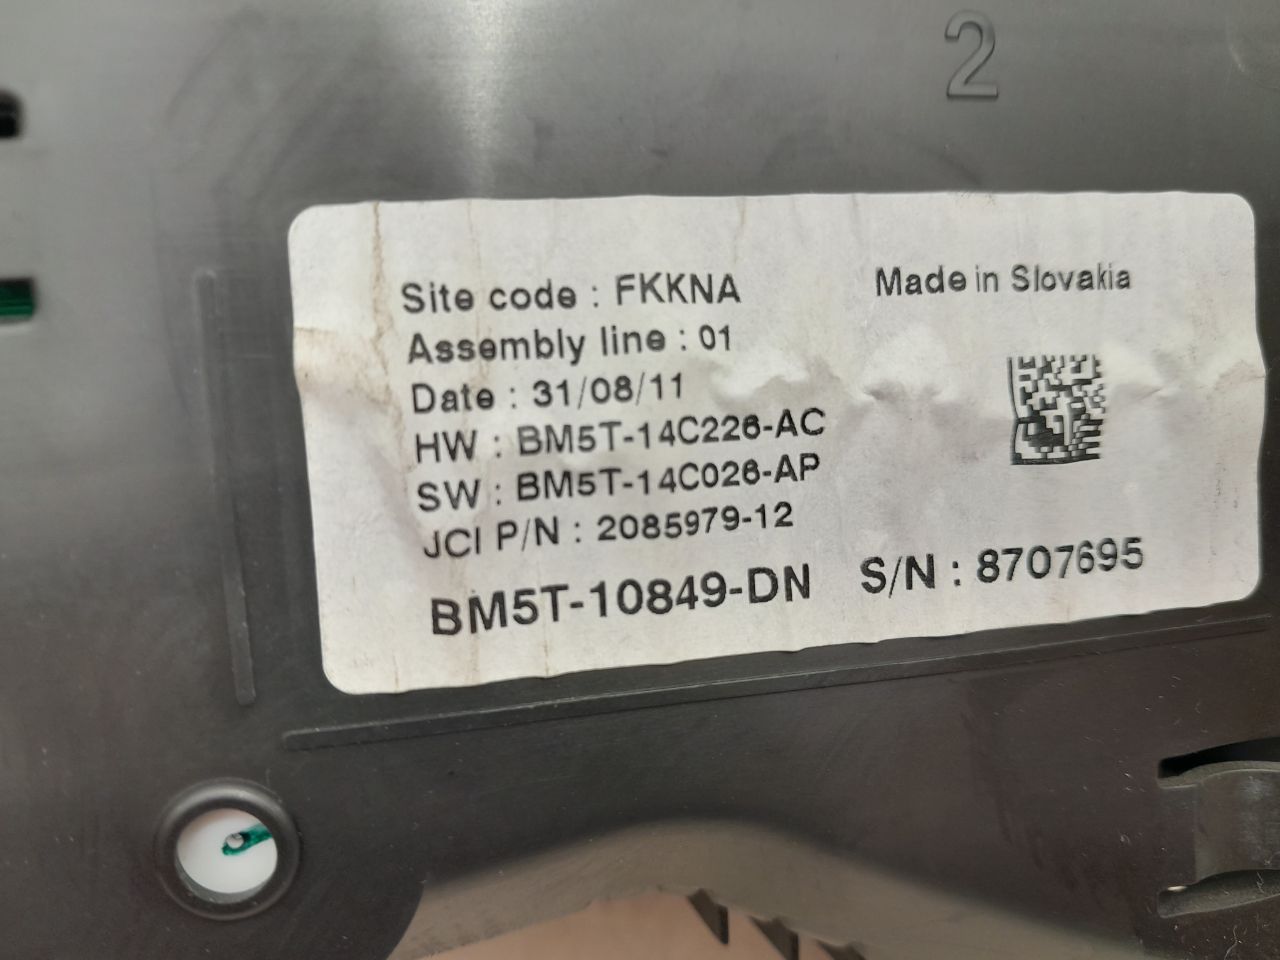 2
Site code : FKKNA
Made in Slovakia
Assembly line : 01
Date : 31/08/11
HW : BM5T-14C226-AC
SW : BM5T-14C026-AP
JCI P/N : 2085979-12
BM5T-10849-DN
S/N : 8707695